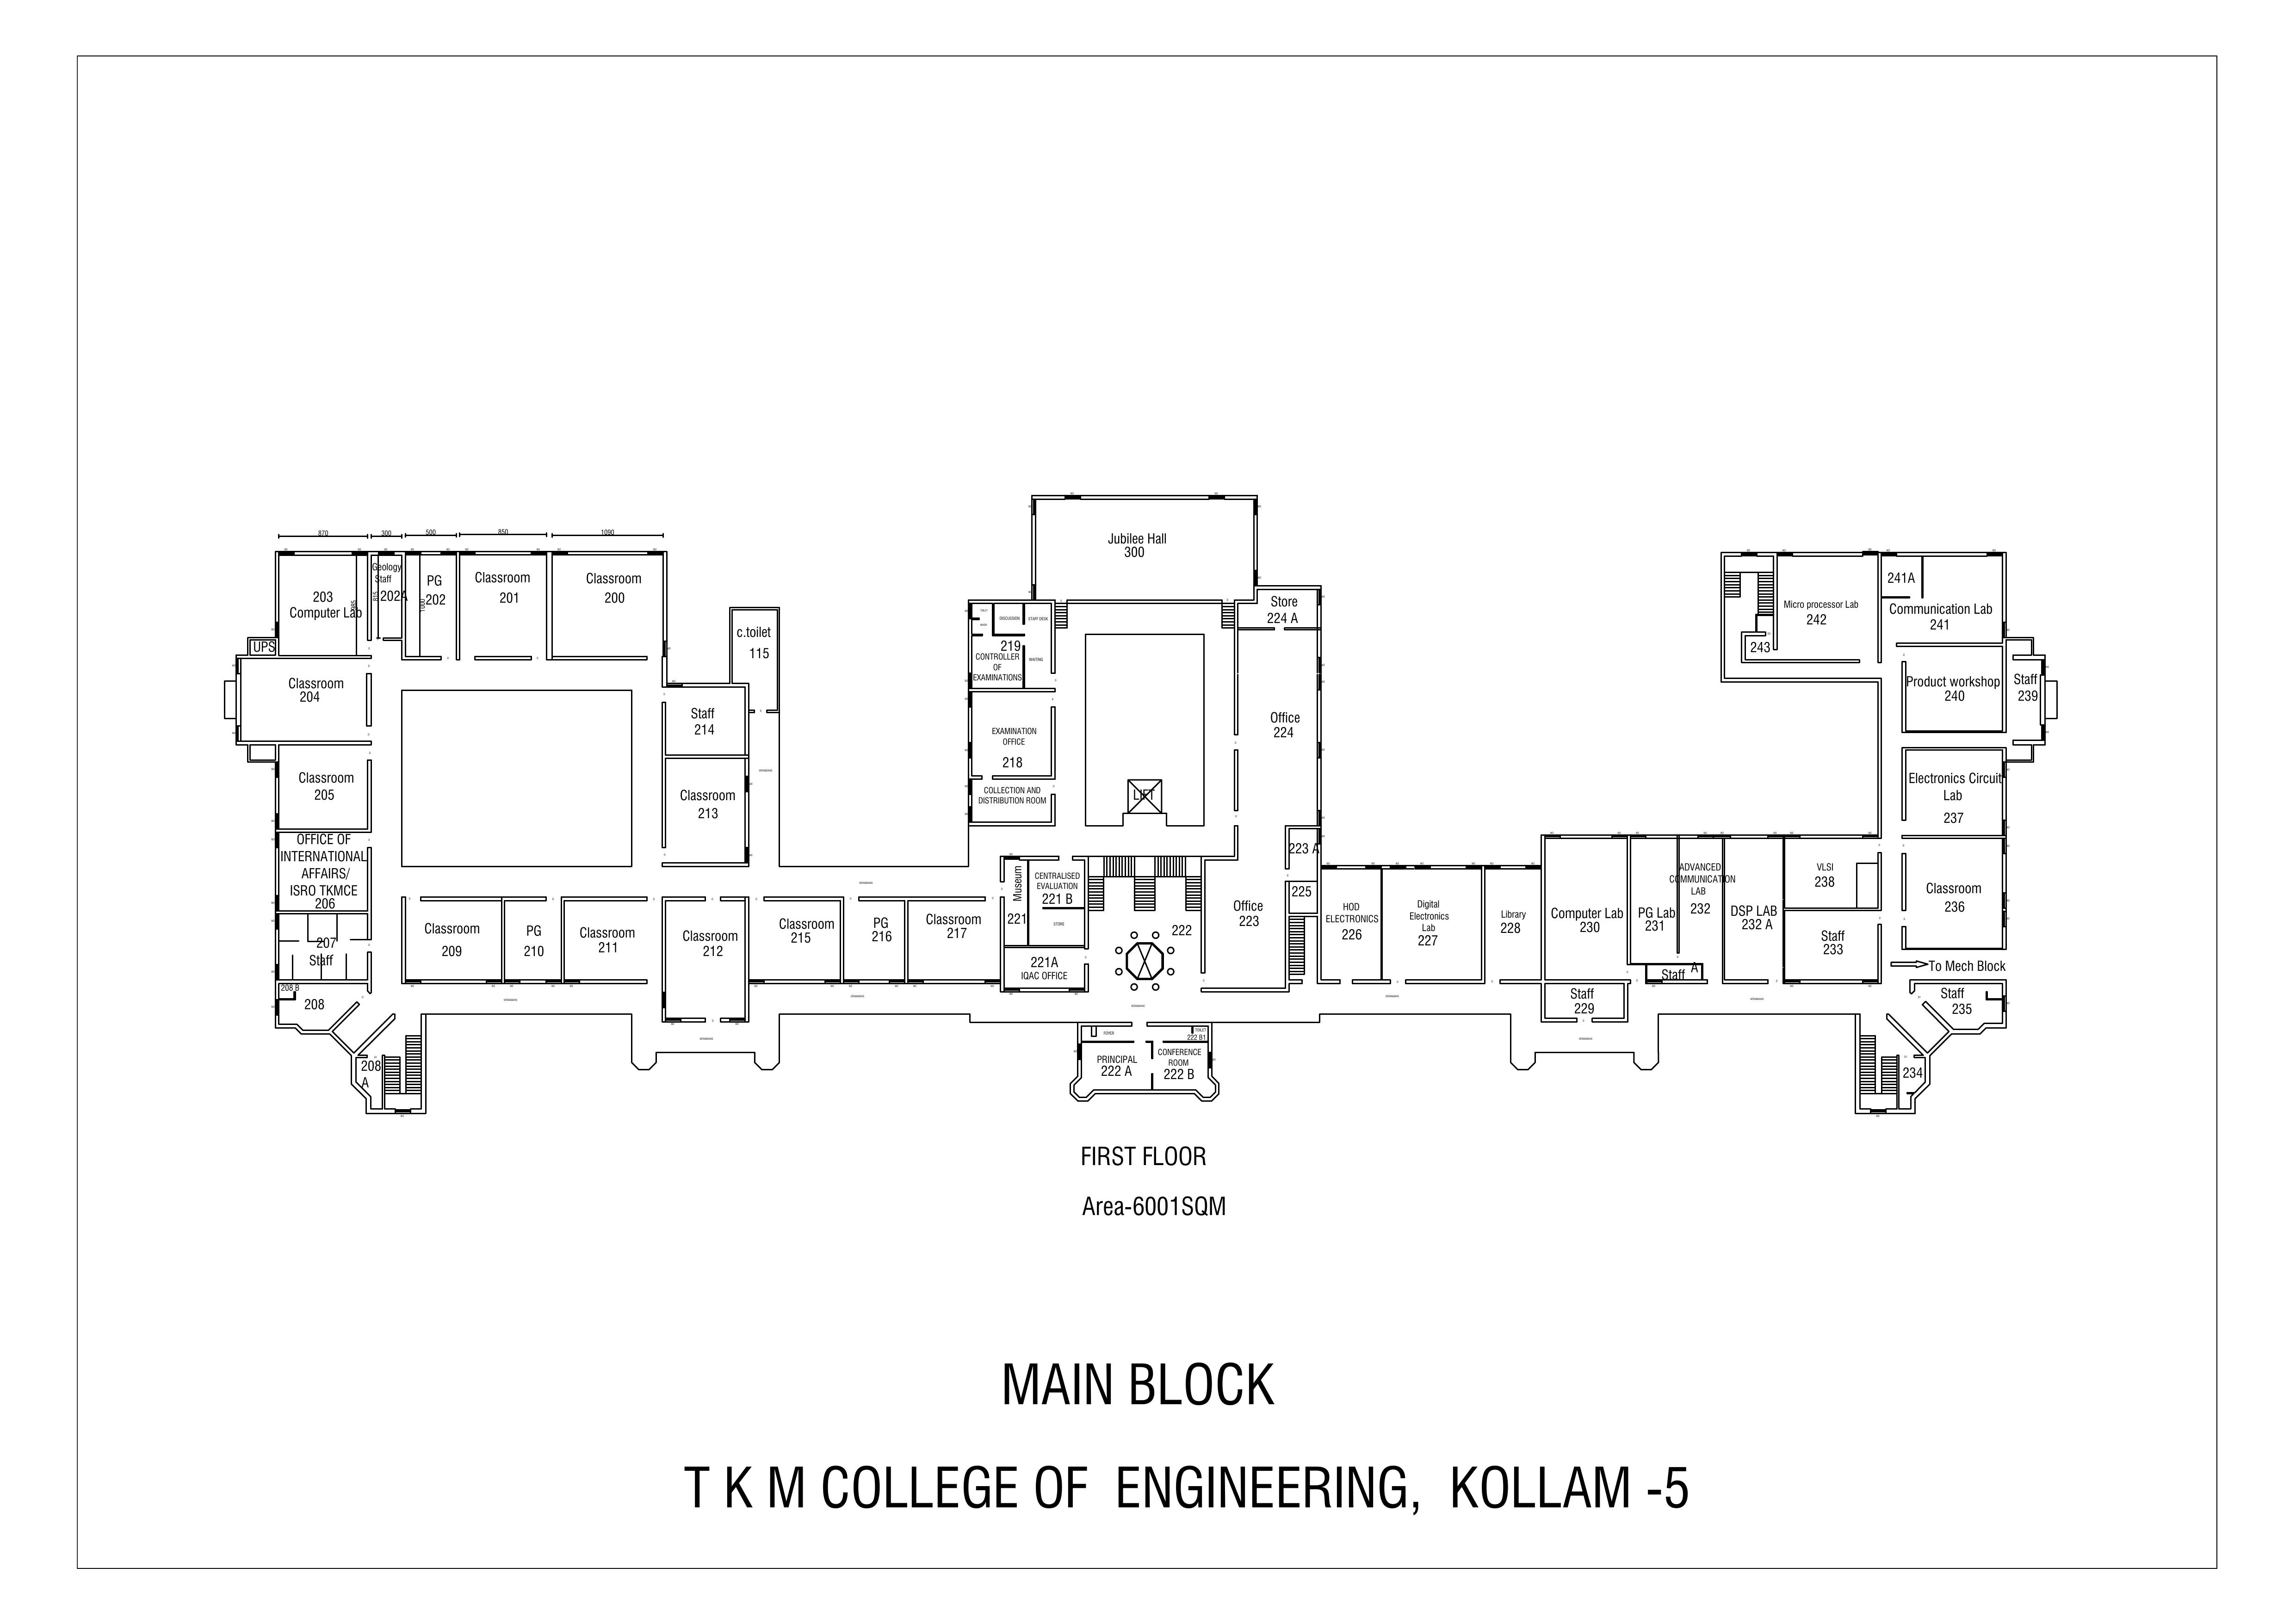 Jubilee Hall
300
870
300
500
850
1090
203
Computer Lab
985
Geology
Staff
202A
815
PG
202
1000
Classroom
201
Classroom
200
c.toilet
115
UPS
Classroom
204
Classroom
205
OFFICE OF
INTERNATIONAL
AFFAIRS/
ISRO TKMCE
206
207
Staff
208 B
208
208
A
Staff
214
Classroom
213
Classroom
209
PG
210
Classroom
211
Classroom
212
Classroom
215
PG
216
Classroom
217
TOILET
WASH
DISCUSSION
STAFF DESK
219
CONTROLLER
OF
EXAMINATIONS
WAITING
EXAMINATION
OFFICE
218
COLLECTION AND
DISTRIBUTION ROOM
LIFT
Store
224 A
Office
224
223 A
225
Office
223
Museum
221
CENTRALISED
EVALUATION
221 B
STORE
221A
IQAC OFFICE
222
FOYER
TOILET
222 B1
PRINCIPAL
222 A
CONFERENCE
ROOM
222 B
HOD
ELECTRONICS
226
Digital
Electronics
Lab
227
Library
228
Computer Lab
230
Staff
229
PG Lab
231
ADVANCED
COMMUNICATION
LAB
232
Staff
A
DSP LAB
232 A
VLSI
238
Staff
233
Micro processor Lab
242
243
241A
Communication Lab
241
Product workshop
240
Staff
239
Electronics Circuit
Lab
237
Classroom
236
To Mech Block
Staff
235
234
FIRST FLOOR
Area-6001SQM
MAIN BLOCK
T K M COLLEGE OF ENGINEERING, KOLLAM -5